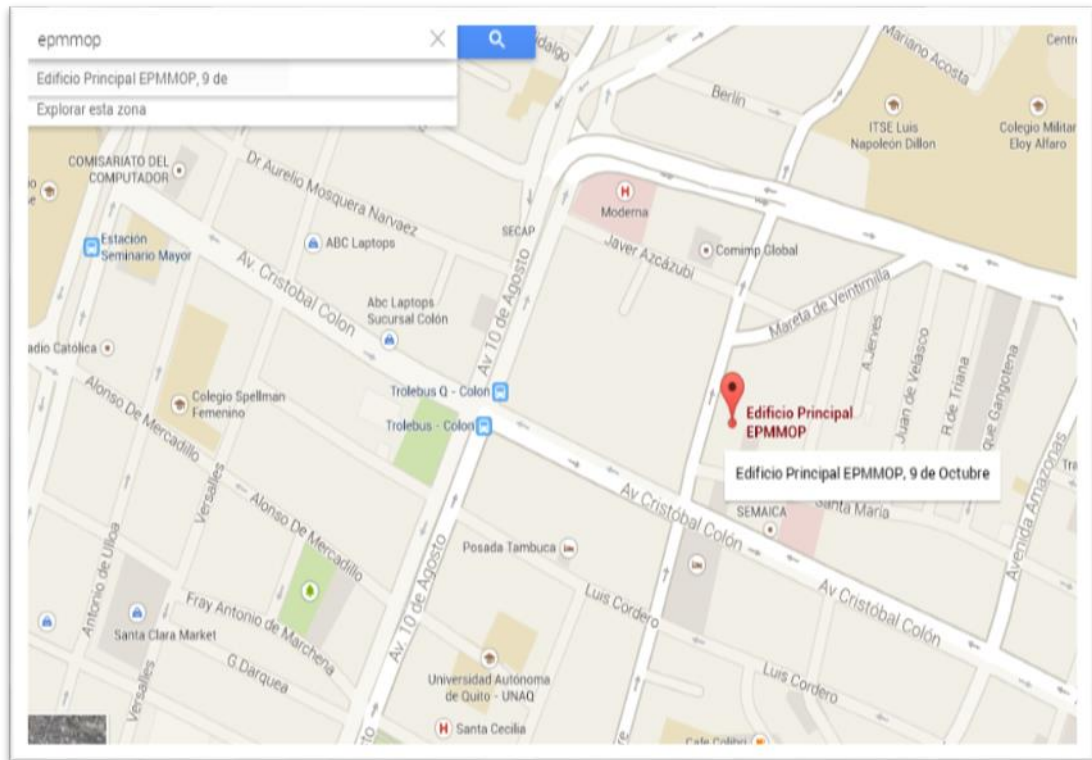 epmmop
Edificio Principal EPMMOP, 9 de
Explorar esta zona
Mariano Acosta
Berlín
ITSE Luis
Napoleón Dillon
Colegio Militar
Eloy Alfaro
COMISARIATO DEL
COMPUTADOR
Dr Aurelio Mosquera Narvaez
Moderna
SECAP
Estación
Seminario Mayor
ABC Laptops
Javer Azcázubi
Comimp Global
Av. Cristobal Colon
Abc Laptops
Sucursal Colón
Av 10 de Agosto
Mareta de Veintimilla
A.Jerves
Juan de Velasco
R.de Triana
que Gangotena
adio Católica
Alonso De Mercadillo
Colegio Spellman
Femenino
Trolebus Q - Colon
Trolebus - Colon
Edificio Principal
EPMMOP
Edificio Principal EPMMOP, 9 de Octubre
Versalles
Av Cristóbal Colón
SEMAICA
Santa María
Avenida Amazonas
Tra
Antonio de Ulloa
Alonso De Mercadillo
Av. 10 de Agosto
Posada Tambuca
Luis Cordero
Av Cristóbal Colón
Santa Clara Market
Fray Antonio de Marchena
G.Darquea
Versalles
Universidad Autónoma
de Quito - UNAQ
Luis Cordero
H Santa Cecilia
Cafe Colibri